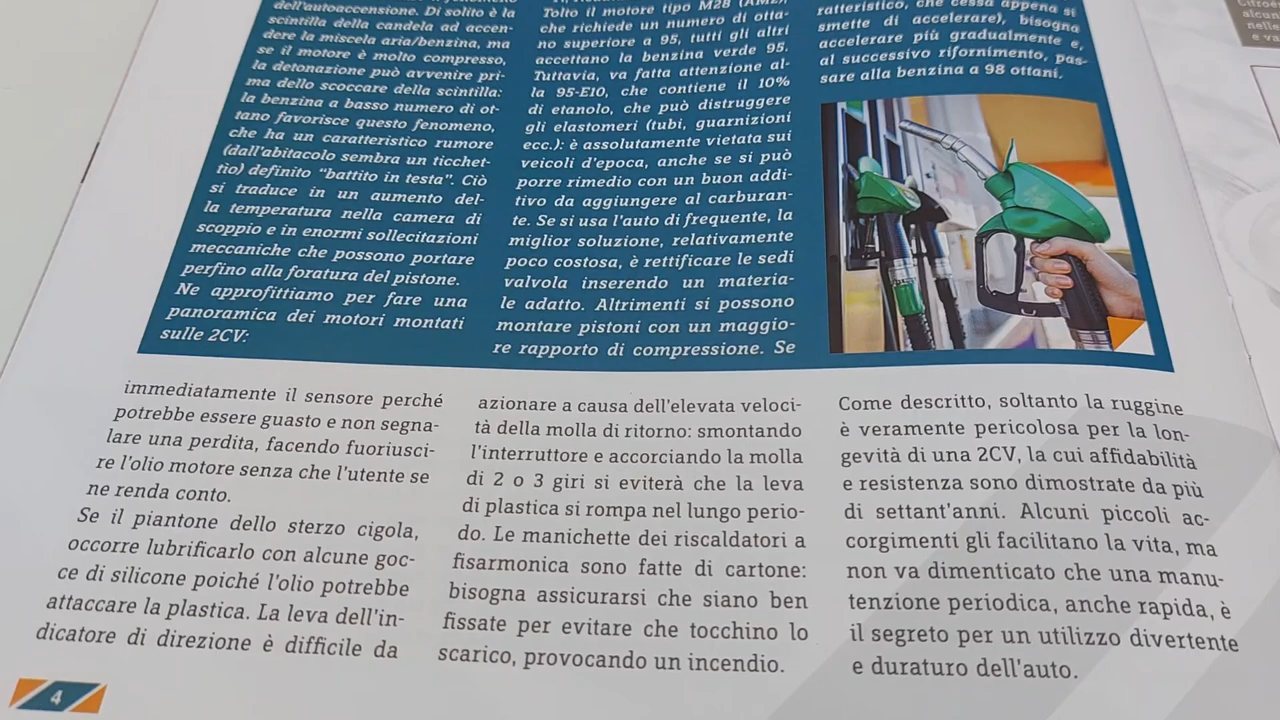 dell'autoaccensione. Di solito è la
scintilla della candela ad accen-
dere la miscela aria/benzina, ma
se il motore è molto compresso,
la detonazione può avvenire pri-
ma dello scoccare della scintilla:
la benzina a basso numero di ot-
tano favorisce questo fenomeno,
che ha un caratteristico rumore
(dall'abitacolo sembra un ticchet-
tìo) definito "battito in testa". Ciò
si traduce in un aumento del-
la temperatura nella camera di
scoppio e in enormi sollecitazioni
meccaniche che possono portare
perfino alla foratura del pistone.
Ne approfittiamo per fare una
panoramica dei motori montati
sulle 2CV:
Tolto il motore tipo M28 (AM2),
che richiede un numero di otta-
no superiore a 95, tutti gli altri
accettano la benzina verde 95.
Tuttavia, va fatta attenzione al-
la 95-E10, che contiene il 10%
di etanolo, che può distruggere
gli elastomeri (tubi, guarnizioni
ecc.): è assolutamente vietata sui
veicoli d'epoca, anche se si può
porre rimedio con un buon addi-
tivo da aggiungere al carburan-
te. Se si usa l'auto di frequente, la
miglior soluzione, relativamente
poco costosa, è rettificare le sedi
valvola inserendo un materia-
le adatto. Altrimenti si possono
montare pistoni con un maggio-
re rapporto di compressione. Se
ratteristico, che cessa appena si
smette di accelerare), bisogna
accelerare più gradualmente e,
al successivo rifornimento, pas-
sare alla benzina a 98 ottani.
immediatamente il sensore perché
potrebbe essere guasto e non segna-
lare una perdita, facendo fuoriusci-
re l'olio motore senza che l'utente se
ne renda conto.
Se il piantone dello sterzo cigola,
occorre lubrificarlo con alcune goc-
ce di silicone poiché l'olio potrebbe
attaccare la plastica. La leva dell'in-
dicatore di direzione è difficile da
azionare a causa dell'elevata veloci-
tà della molla di ritorno: smontando
l'interruttore e accorciando la molla
di 2 o 3 giri si eviterà che la leva
di plastica si rompa nel lungo perio-
do. Le manichette dei riscaldatori a
fisarmonica sono fatte di cartone:
bisogna assicurarsi che siano ben
fissate per evitare che tocchino lo
scarico, provocando un incendio.
Come descritto, soltanto la ruggine
è veramente pericolosa per la lon-
gevità di una 2CV, la cui affidabilità
e resistenza sono dimostrate da più
di settant'anni. Alcuni piccoli ac-
corgimenti gli facilitano la vita, ma
non va dimenticato che una manu-
tenzione periodica, anche rapida, è
il segreto per un utilizzo divertente
e duraturo dell'auto.
4